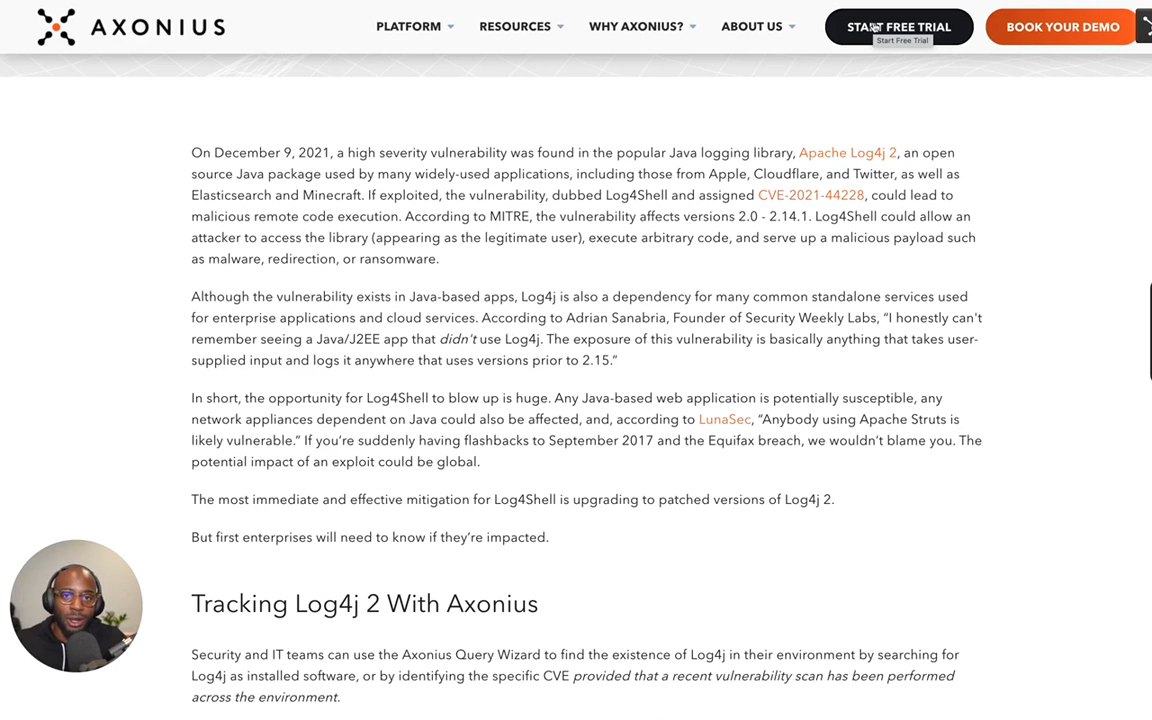 AXONIUS
PLATFORM
RESOURCES
WHY AXONIUS?
ABOUT US
START FREE TRIAL
BOOK YOUR DEMO
Start Free Trial
On December 9, 2021, a high severity vulnerability was found in the popular Java logging library, Apache Log4j 2, an open
source Java package used by many widely-used applications, including those from Apple, Cloudflare, and Twitter, as well as
Elasticsearch and Minecraft. If exploited, the vulnerability, dubbed Log4Shell and assigned CVE-2021-44228, could lead to
malicious remote code execution. According to MITRE, the vulnerability affects versions 2.0 - 2.14.1. Log4Shell could allow an
attacker to access the library (appearing as the legitimate user), execute arbitrary code, and serve up a malicious payload such
as malware, redirection, or ransomware.
Although the vulnerability exists in Java-based apps, Log4j is also a dependency for many common standalone services used
for enterprise applications and cloud services. According to Adrian Sanabria, Founder of Security Weekly Labs, “I honestly can't
remember seeing a Java/J2EE app that didn't use Log4j. The exposure of this vulnerability is basically anything that takes user-
supplied input and logs it anywhere that uses versions prior to 2.15.”
In short, the opportunity for Log4Shell to blow up is huge. Any Java-based web application is potentially susceptible, any
network appliances dependent on Java could also be affected, and, according to LunaSec, “Anybody using Apache Struts is
likely vulnerable.” If you’re suddenly having flashbacks to September 2017 and the Equifax breach, we wouldn’t blame you. The
potential impact of an exploit could be global.
The most immediate and effective mitigation for Log4Shell is upgrading to patched versions of Log4j 2.
But first enterprises will need to know if they’re impacted.
Tracking Log4j 2 With Axonius
Security and IT teams can use the Axonius Query Wizard to find the existence of Log4j in their environment by searching for
Log4j as installed software, or by identifying the specific CVE provided that a recent vulnerability scan has been performed
across the environment.